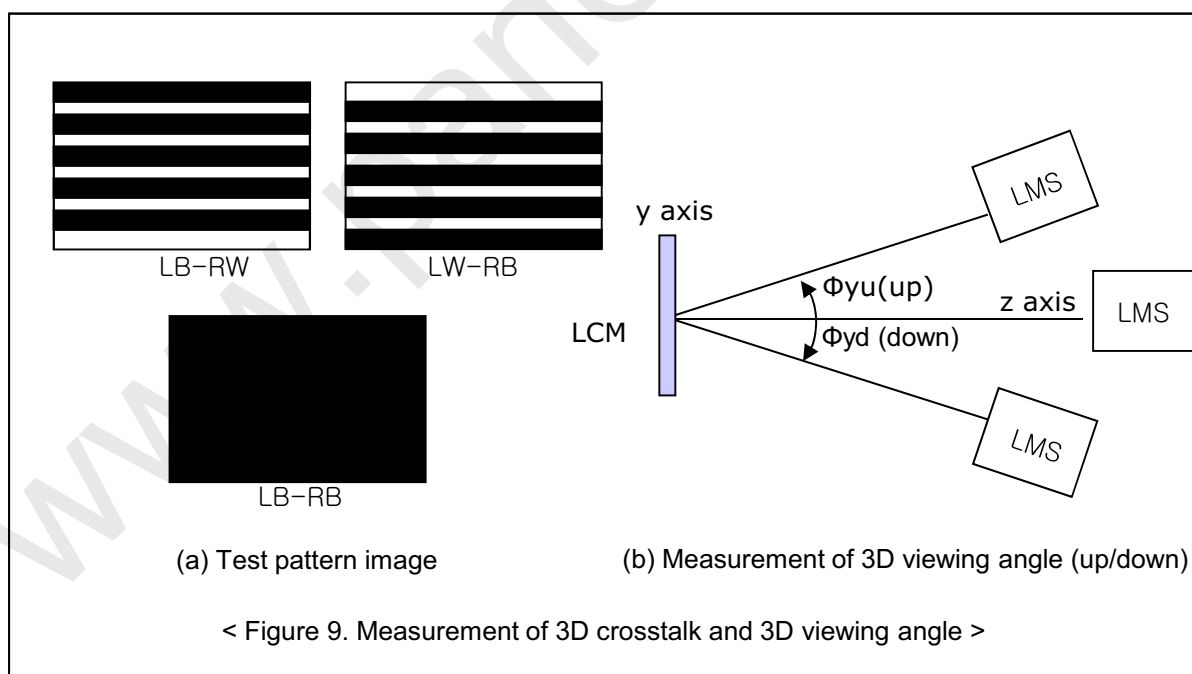 LB-RW
LW-RB
LB-RB
(a) Test pattern image
y axis
LCM
Φyu(up)
Φyd (down)
z axis
LMS
LMS
LMS
(b) Measurement of 3D viewing angle (up/down)
< Figure 9. Measurement of 3D crosstalk and 3D viewing angle >